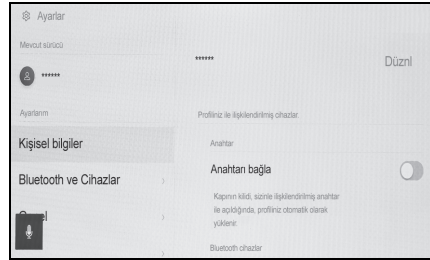 Ayarlar
Mevcut sürücü
******
******
Düznl
Ayarlarım
Kişisel bilgiler
Bluetooth ve Cihazlar
Profiliniz ile ilişkilendirilmiş cihazlar.
Anahtar
Anahtarı bağla
Kapının kilidi, sizinle ilişkilendirilmiş anahtar
ile açıldığında, profiliniz otomatik olarak
yüklenir.
Bluetooth cihazlar